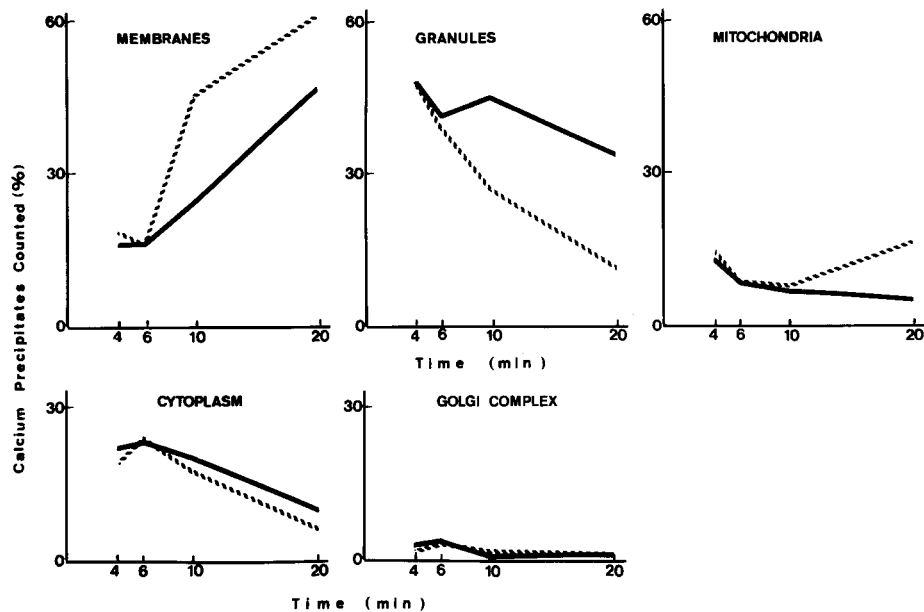 Calcium Precipitates Counted (%)
MEMBRANES
60
30
0
4 6 10 20
GRANULES
60
30
0
4 6 10 20
Time (min)
MITOCHONDRIA
60
30
0
4 6 10 20
CYTOPLASM
30
0
4 6 10 20
GOLGI COMPLEX
30
0
4 6 10 20
Time (min)